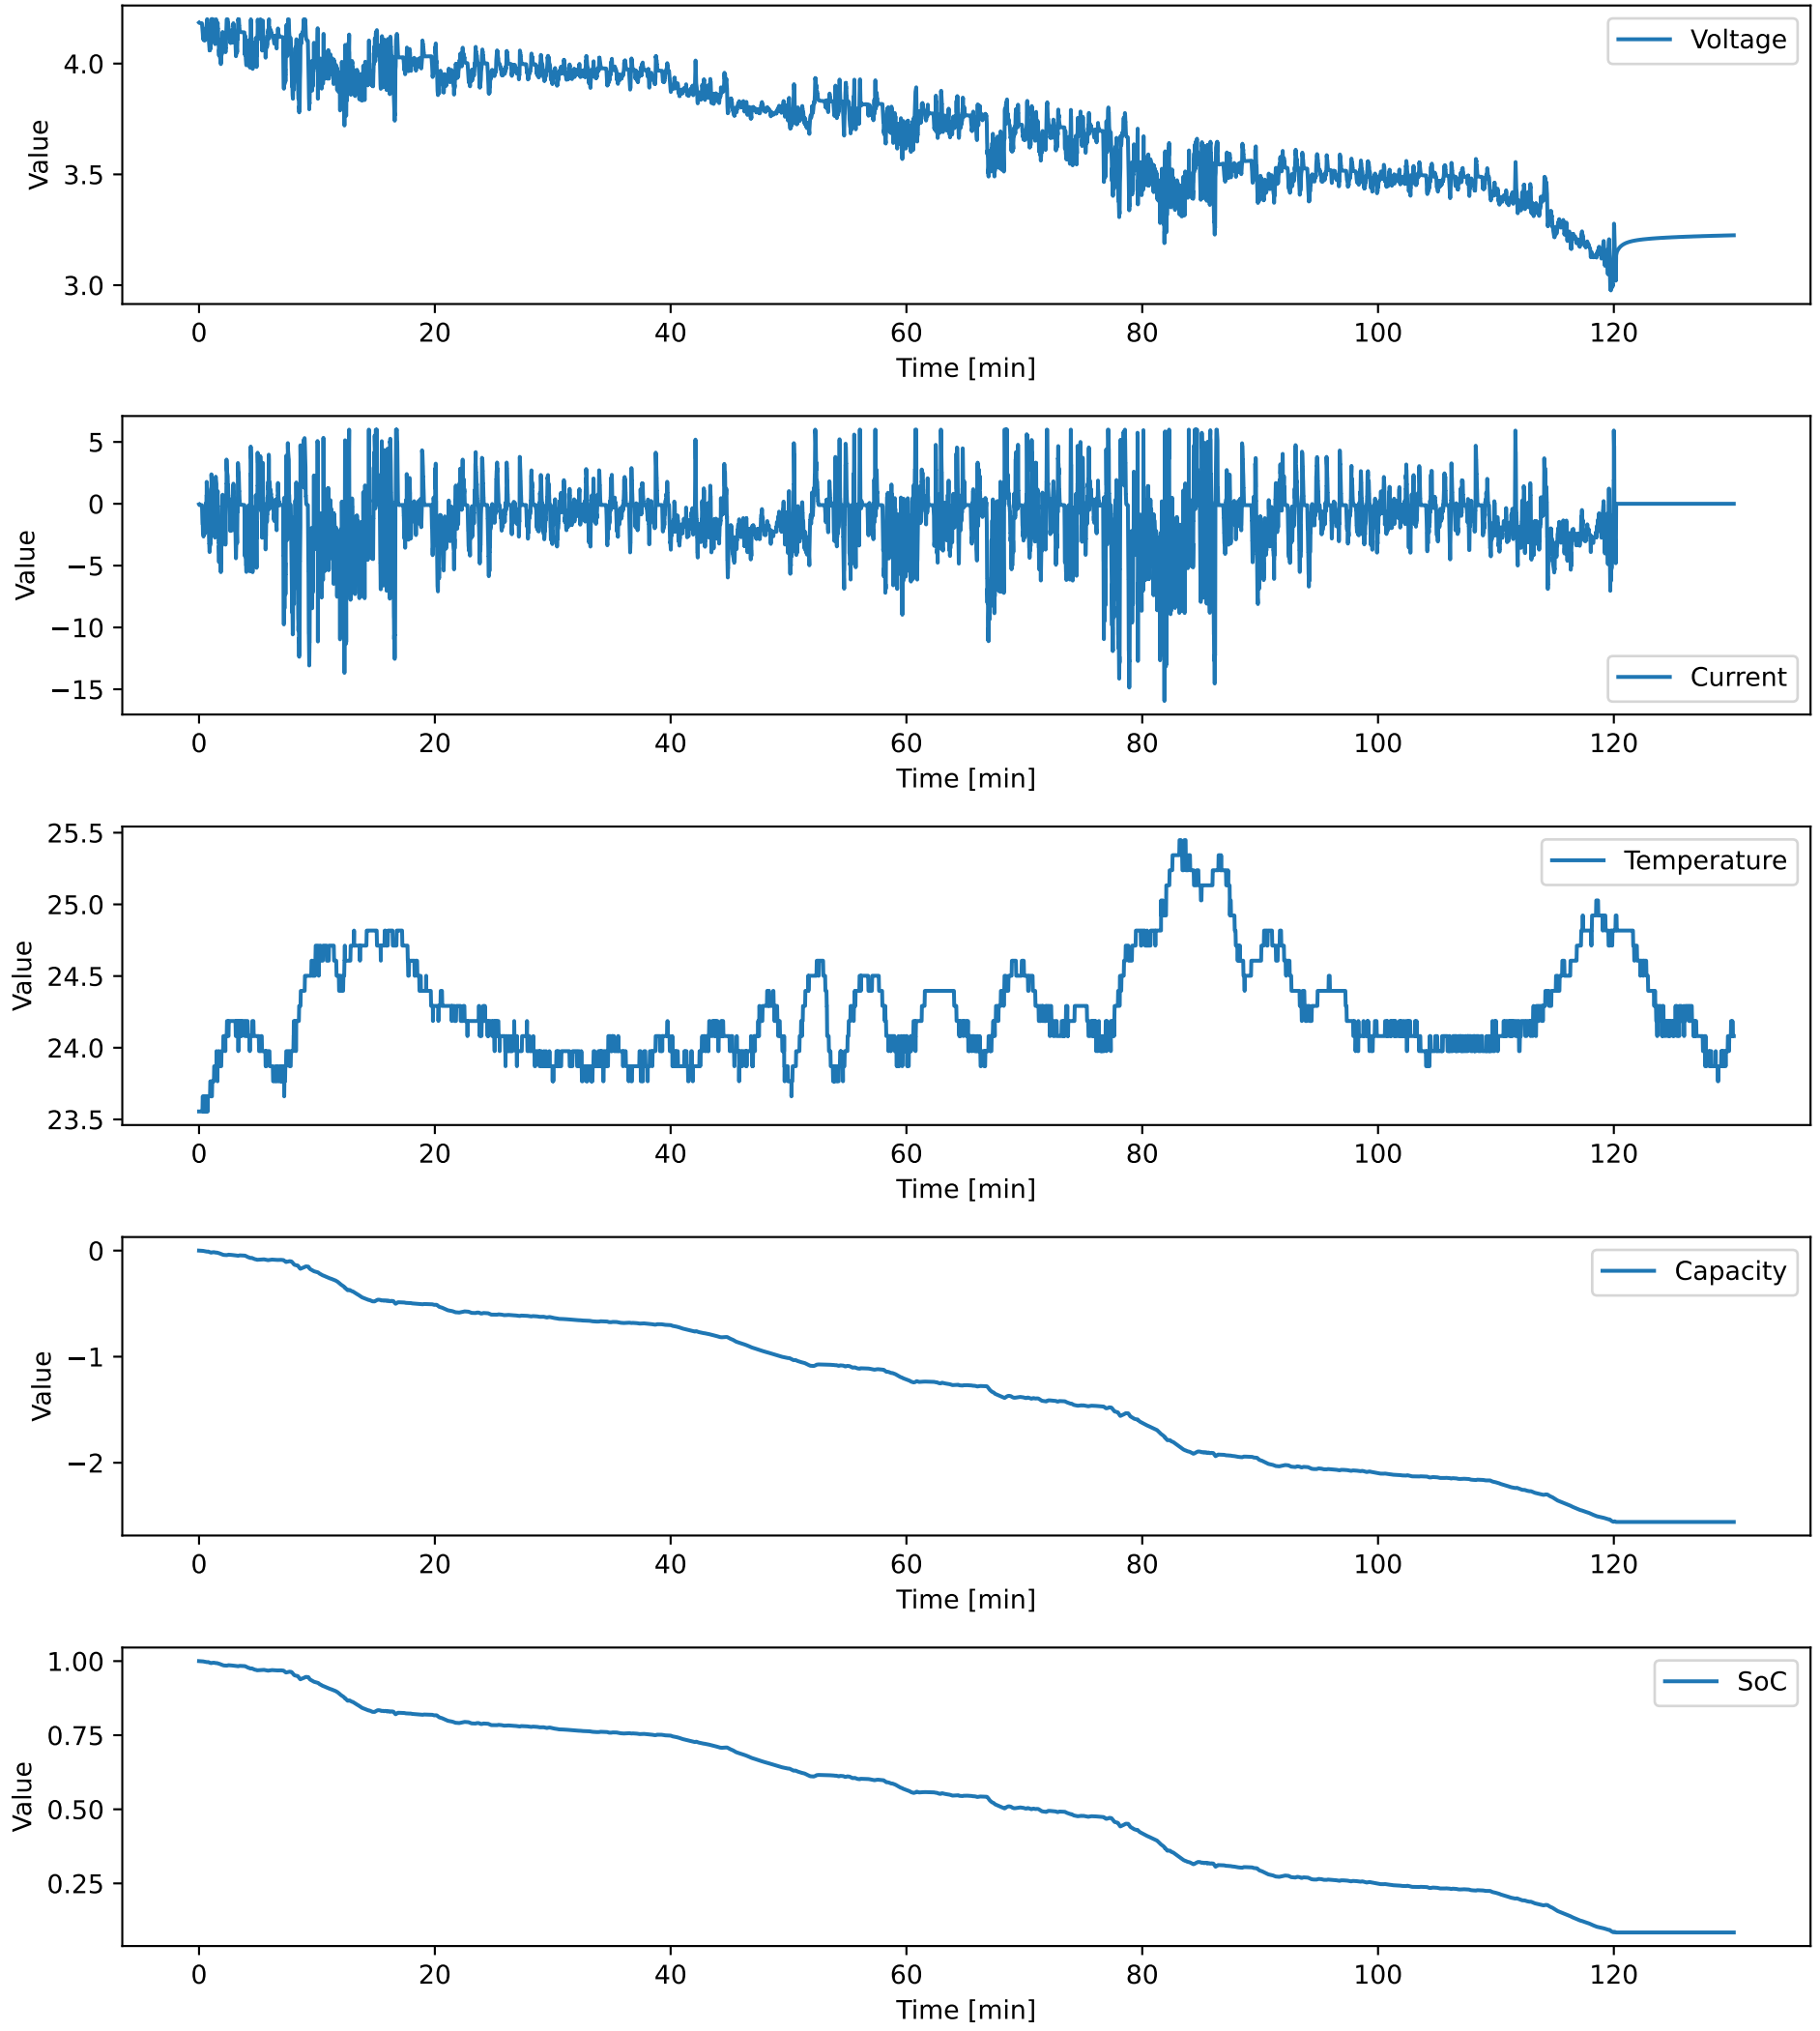 Voltage
4.0
3.5
3.0
Value
0 20 40 60 80 100 120
Time [min]
5
0
−5
−10
−15
Value
Current
0 20 40 60 80 100 120
Time [min]
25.5
25.0
24.5
24.0
23.5
Value
Temperature
0 20 40 60 80 100 120
Time [min]
0
−1
−2
Value
Capacity
0 20 40 60 80 100 120
Time [min]
1.00
0.75
0.50
0.25
Value
SoC
0 20 40 60 80 100 120
Time [min]